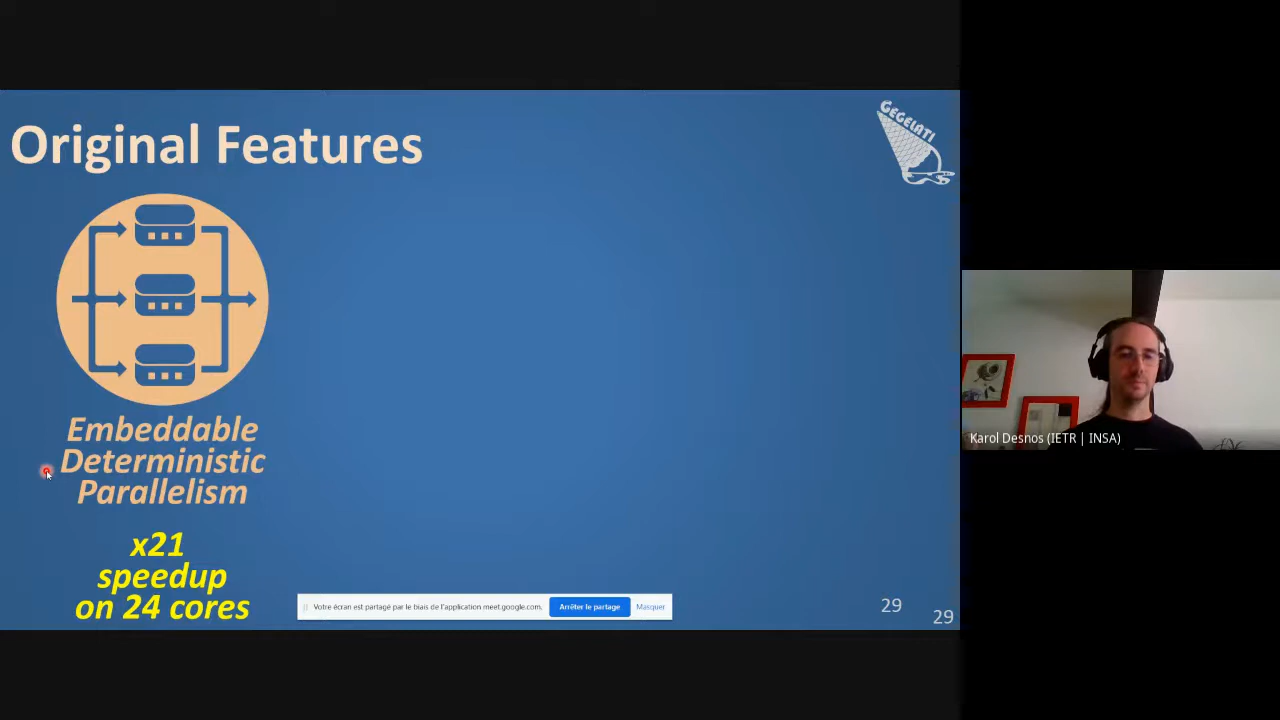 Original Features
GEGELATI
Embeddable
Deterministic
Parallelism
x21
speedup
on 24 cores
Votre écran est partagé par le biais de l'application meet.google.com.
Arrêter le partage
Masquer
29
29
Karol Desnos (IETR | INSA)